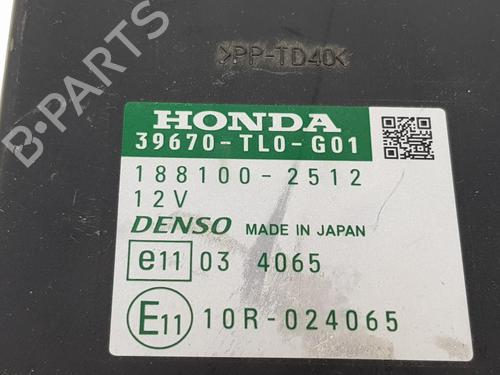 >PP-TD40<
B-PARTS
HONDA
39670-TL0-G01
188100-2512
12V
DENSO MADE IN JAPAN
e11 03 4065
E11 10R-024065